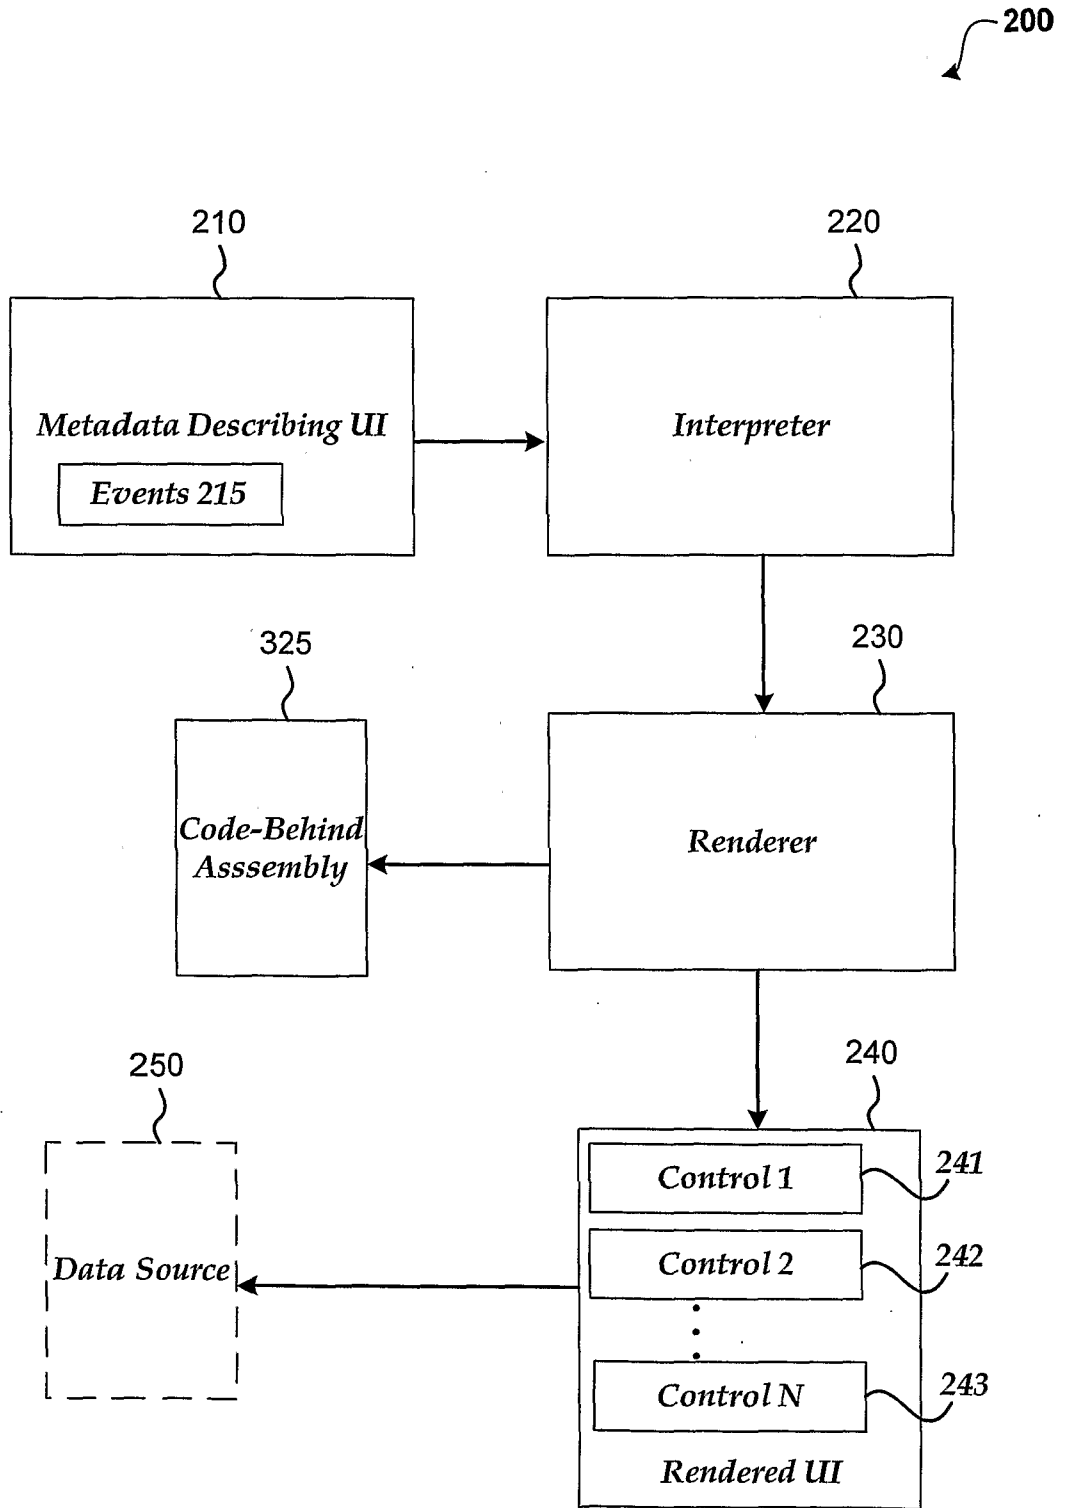 200
210
220
Metadata Describing UI
Interpreter
Events 215
325
230
Code-Behind
Asssembly
Renderer
250
240
Control 1
241
Data Source
Control 2
242
Control N
243
Rendered UI